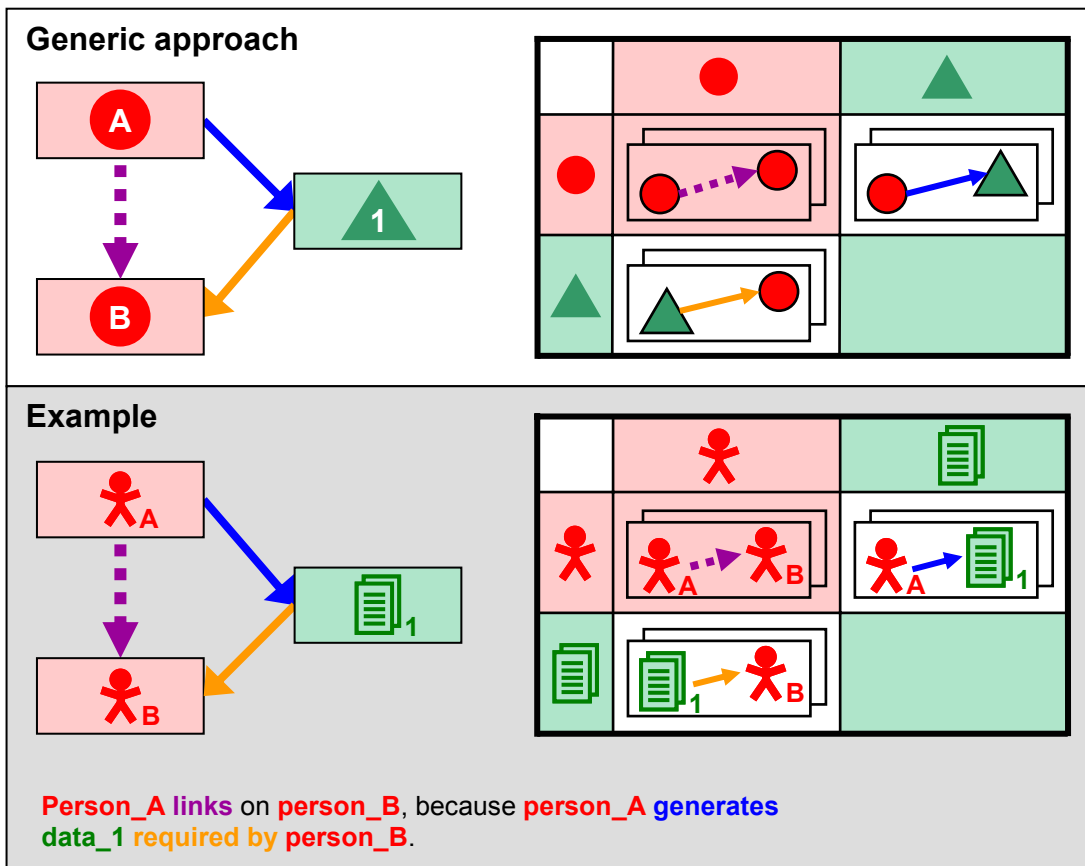 Generic approach
A
1
B
Example
A
1
B
A
B
A
1
1
B
Person_A links on person_B, because person_A generates
data_1 required by person_B.